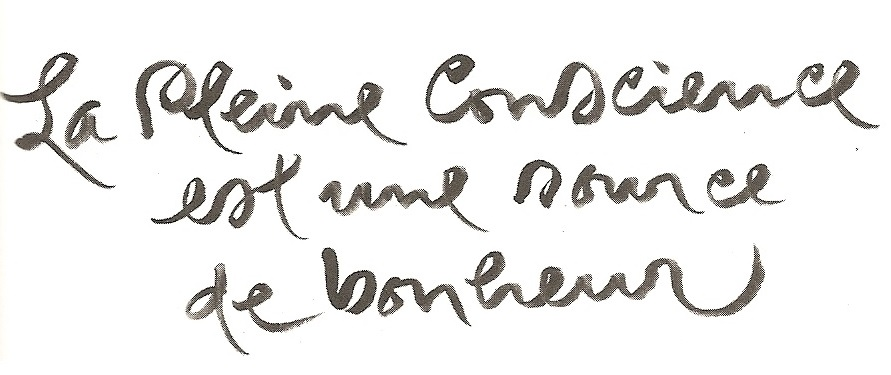 La Pleine Conscience
est une source
de bonheur